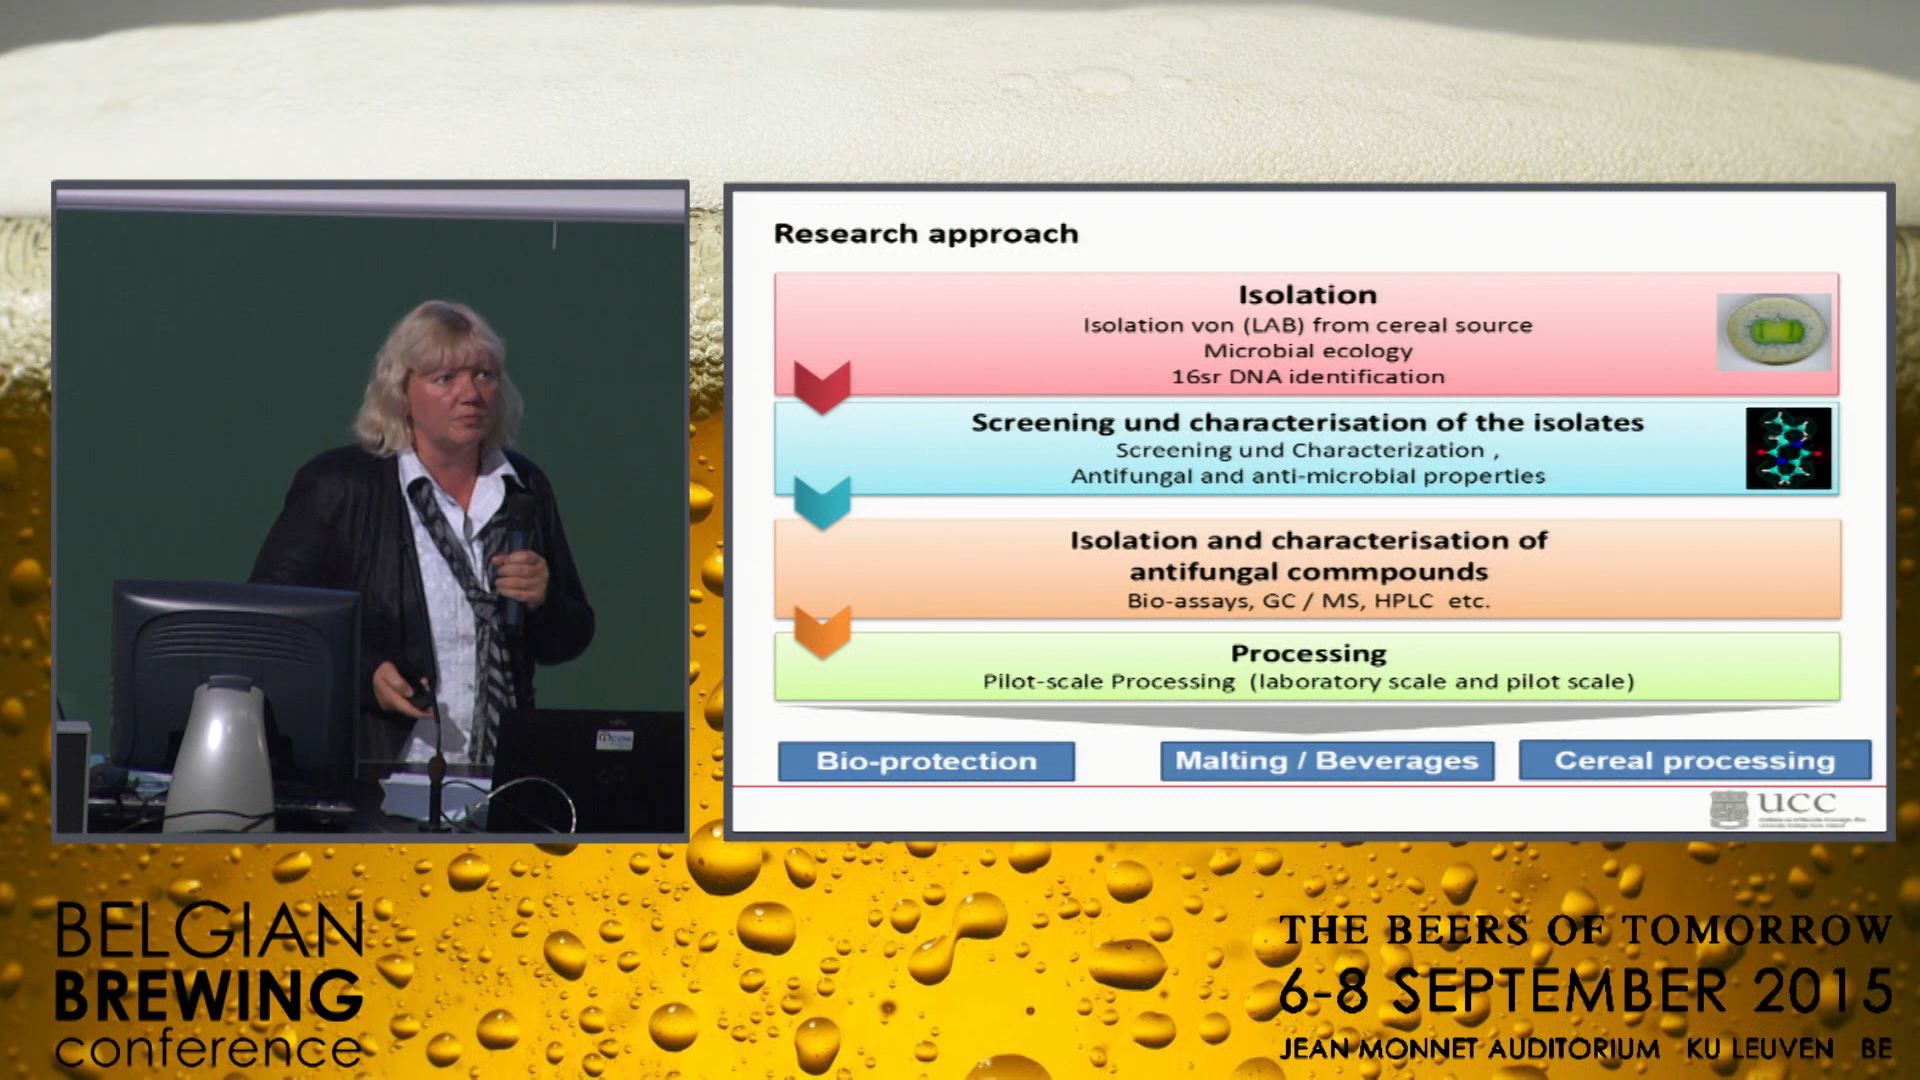 Research approach
Isolation
Isolation von (LAB) from cereal source
Microbial ecology
16sr DNA identification
Screening und characterisation of the isolates
Screening und Characterization ,
Antifungal and anti-microbial properties
Isolation and characterisation of
antifungal commpounds
Bio-assays, GC / MS, HPLC etc.
Processing
Pilot-scale Processing (laboratory scale and pilot scale)
Bio-protection
Malting / Beverages
Cereal processing
UCC
BELGIAN
BREWING
conference
THE BEERS OF TOMORROW
6-8 SEPTEMBER 2015
JEAN MONNET AUDITORIUM KU LEUVEN BE